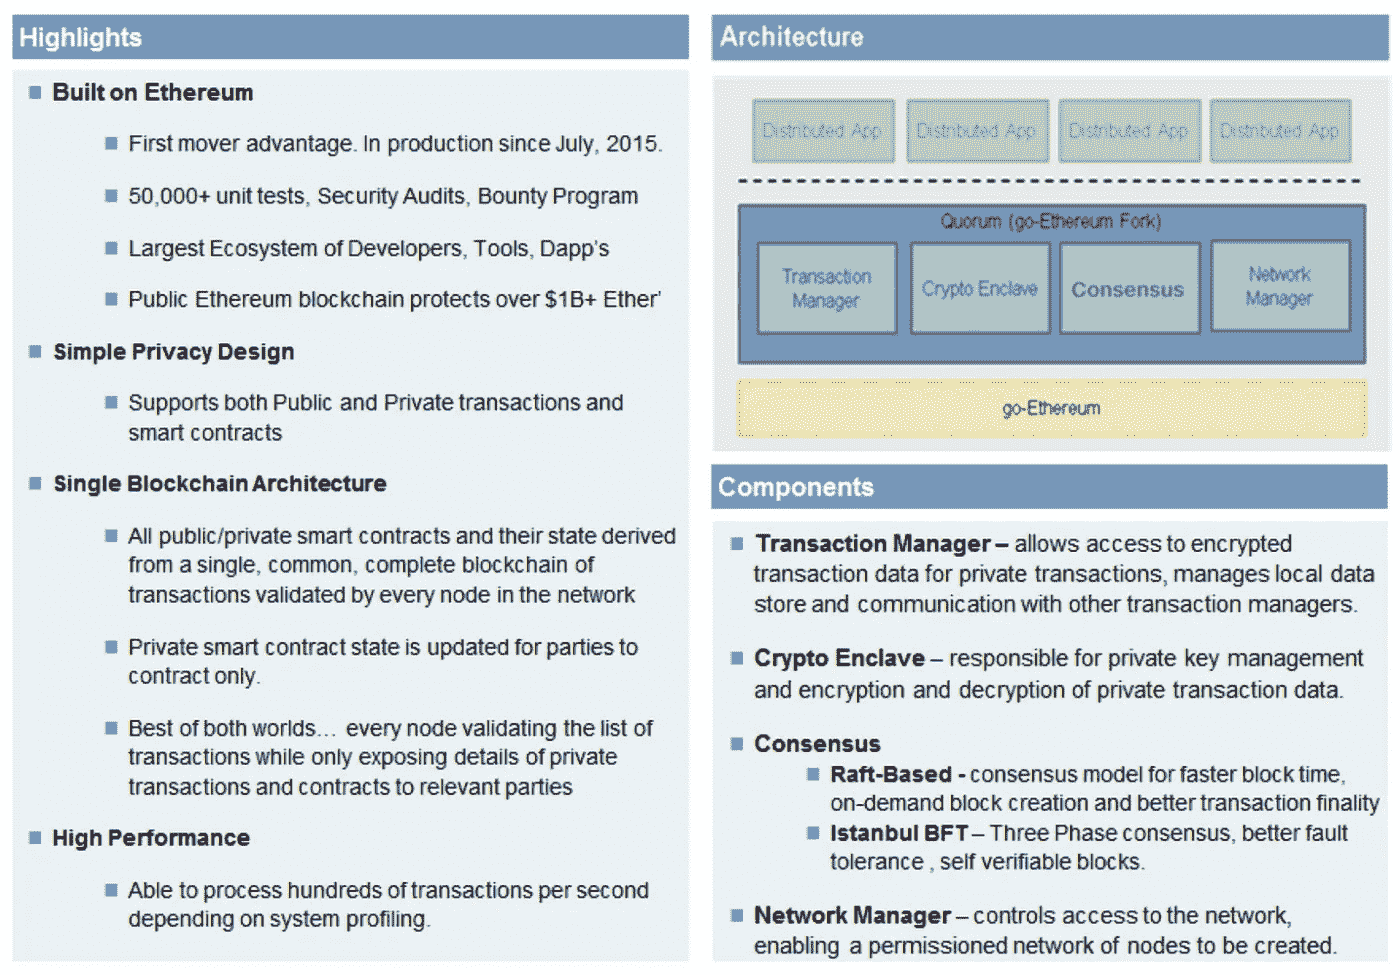 Highlights
Built on Ethereum
First mover advantage. In production since July, 2015.
50,000+ unit tests, Security Audits, Bounty Program
Largest Ecosystem of Developers, Tools, Dapp's
Public Ethereum blockchain protects over $1B+ Ether'
Simple Privacy Design
Supports both Public and Private transactions and
smart contracts
Single Blockchain Architecture
All public/private smart contracts and their state derived
from a single, common, complete blockchain of
transactions validated by every node in the network
Private smart contract state is updated for parties to
contract only.
Best of both worlds... every node validating the list of
transactions while only exposing details of private
transactions and contracts to relevant parties
High Performance
Able to process hundreds of transactions per second
depending on system profiling.
Architecture
Distributed App
Distributed App
Distributed App
Distributed App
Quorum (go-Ethereum Fork)
Transaction
Manager
Crypto Enclave
Consensus
Network
Manager
go-Ethereum
Components
Transaction Manager – allows access to encrypted
transaction data for private transactions, manages local data
store and communication with other transaction managers.
Crypto Enclave – responsible for private key management
and encryption and decryption of private transaction data.
Consensus
Raft-Based - consensus model for faster block time,
on-demand block creation and better transaction finality
Istanbul BFT – Three Phase consensus, better fault
tolerance , self verifiable blocks.
Network Manager – controls access to the network,
enabling a permissioned network of nodes to be created.